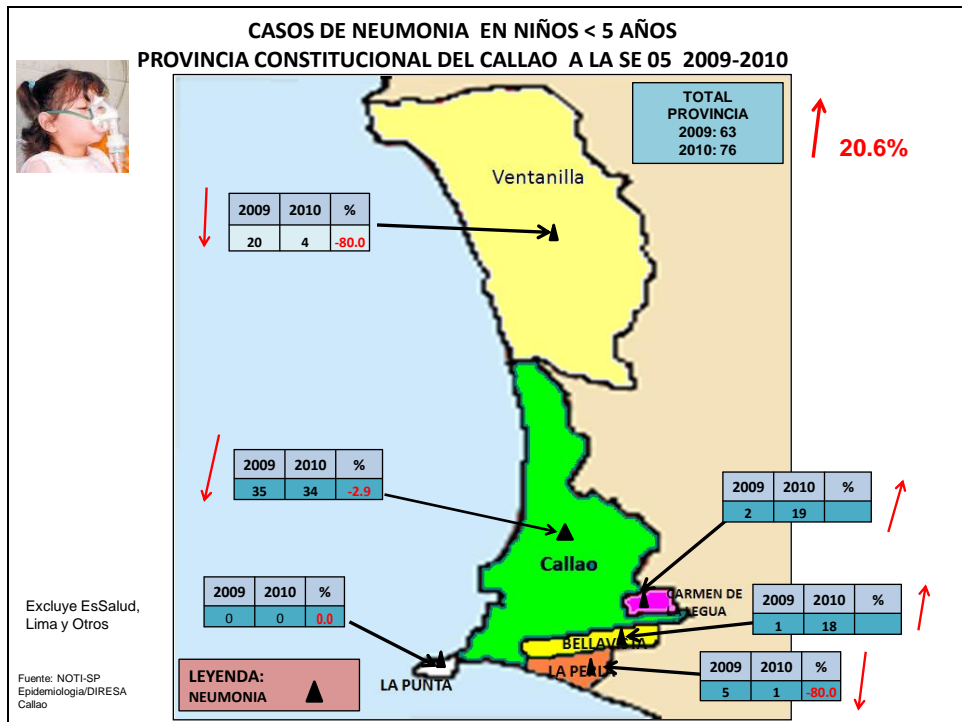 CASOS DE NEUMONIA EN NIÑOS < 5 AÑOS
PROVINCIA CONSTITUCIONAL DEL CALLAO A LA SE 05 2009-2010
TOTAL
PROVINCIA
2009: 63
2010: 76
20.6%
Ventanilla
2009 2010 %
20 4 -80.0
2009 2010 %
35 34 -2.9
2009 2010 %
2 19
Callao
CARMEN DE
LEGUA
2009 2010 %
0 0 0.0
2009 2010 %
1 18
BELLAVISTA
LA PERLA
2009 2010 %
5 1 -80.0
LA PUNTA
Excluye EsSalud,
Lima y Otros
LEYENDA:
NEUMONIA
Fuente: NOTI-SP
Epidemiologia/DIRESA
Callao